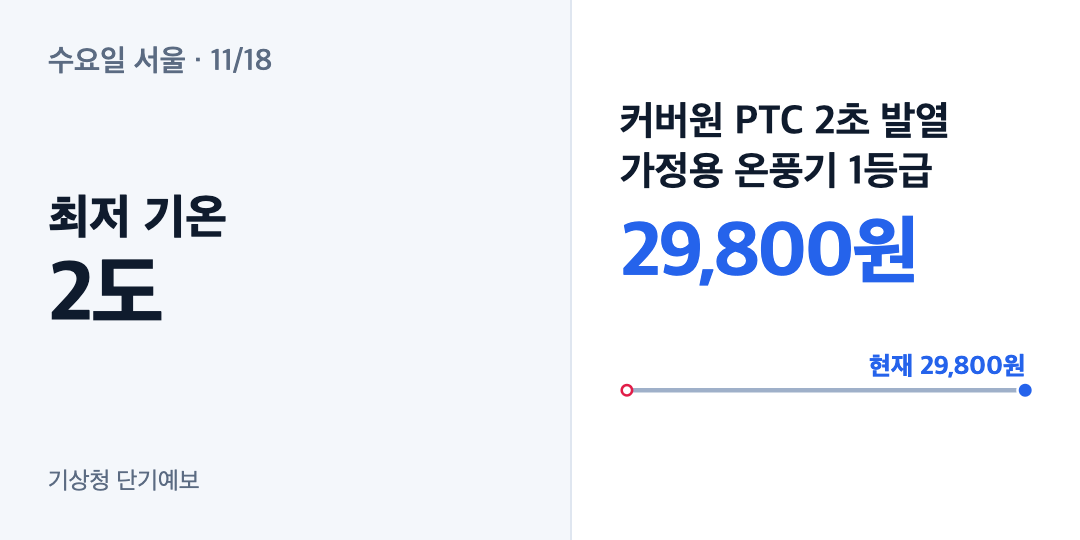 수요일 서울 · 11/18
최저 기온
2도
기상청 단기예보
커버원 PTC 2초 발열
가정용 온풍기 1등급
29,800원
현재 29,800원